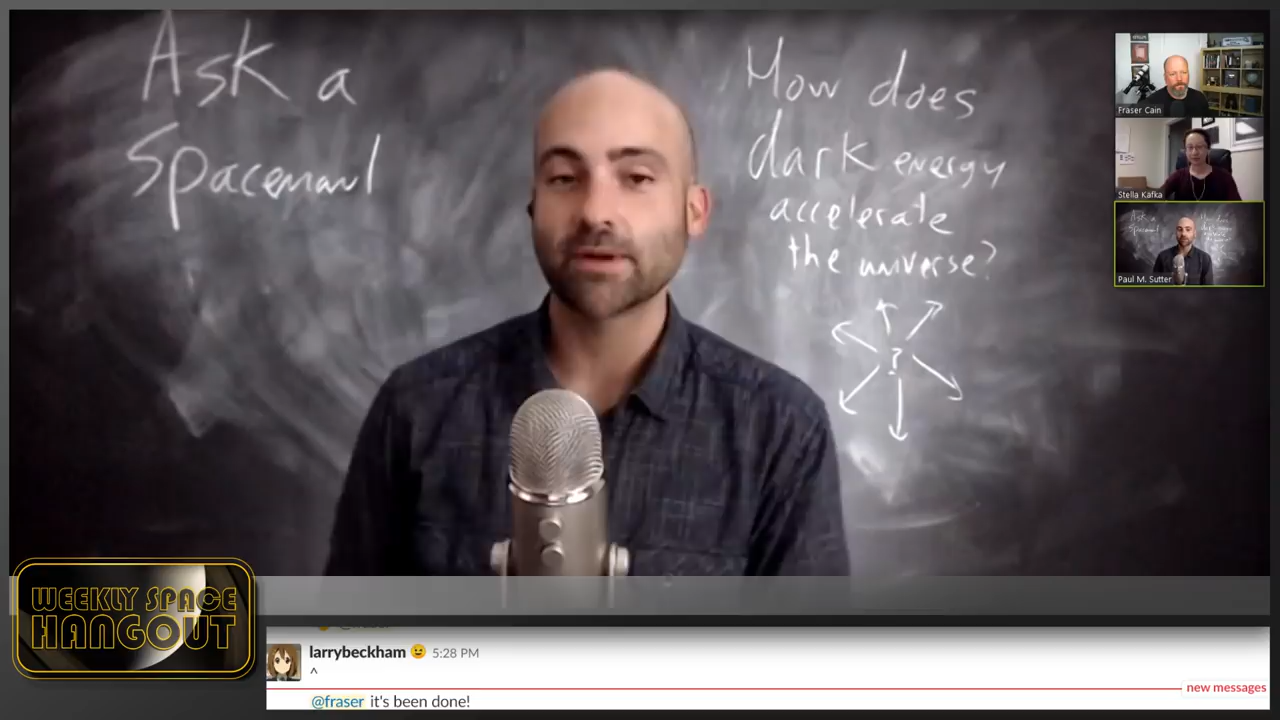 Ask a
Spaceman!
How does
dark energy
accelerate
the universe?
?
Fraser Cain
Stella Kafka
Paul M. Sutter
WEEKLY SPACE
HANGOUT
larrybeckham 5:28 PM
^
new messages
@fraser it's been done!